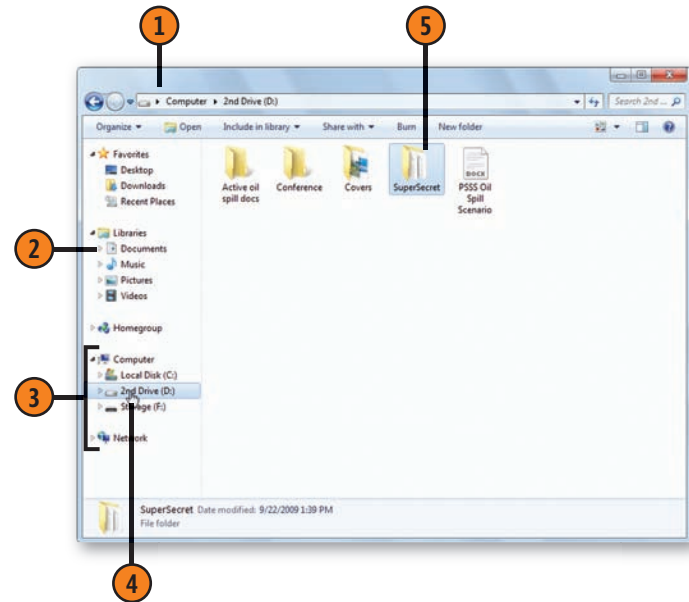 1
5
Computer
2nd Drive (D:)
Search 2nd ...
Organize
Open
Include in library
Share with
Burn
New folder
Favorites
Desktop
Downloads
Recent Places
Libraries
Documents
Music
Pictures
Videos
Homegroup
Computer
Local Disk (C:)
2nd Drive (D:)
Storage (F:)
Network
Active oil
spill docs
Conference
Covers
SuperSecret
DOCX
PSSS Oil
Spill
Scenario
2
3
SuperSecret Date modified: 9/22/2009 1:39 PM
File folder
4